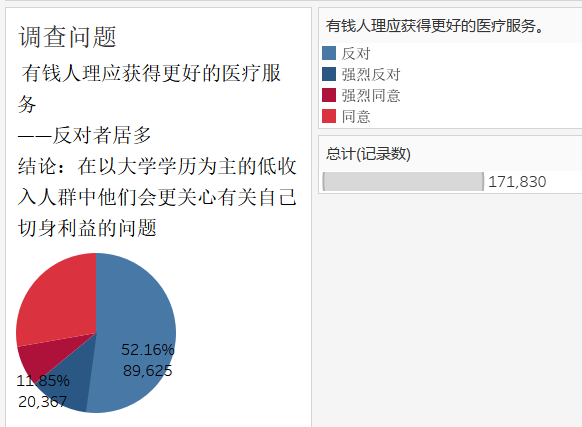 调查问题
有钱人理应获得更好的医疗服
务
——反对者居多
结论：在以大学学历为主的低收
入人群中他们会更关心有关自己
切身利益的问题
52.16%
89,625
11.85%
20,367
有钱人理应获得更好的医疗服务。
反对
强烈反对
强烈同意
同意
总计(记录数)
171,830